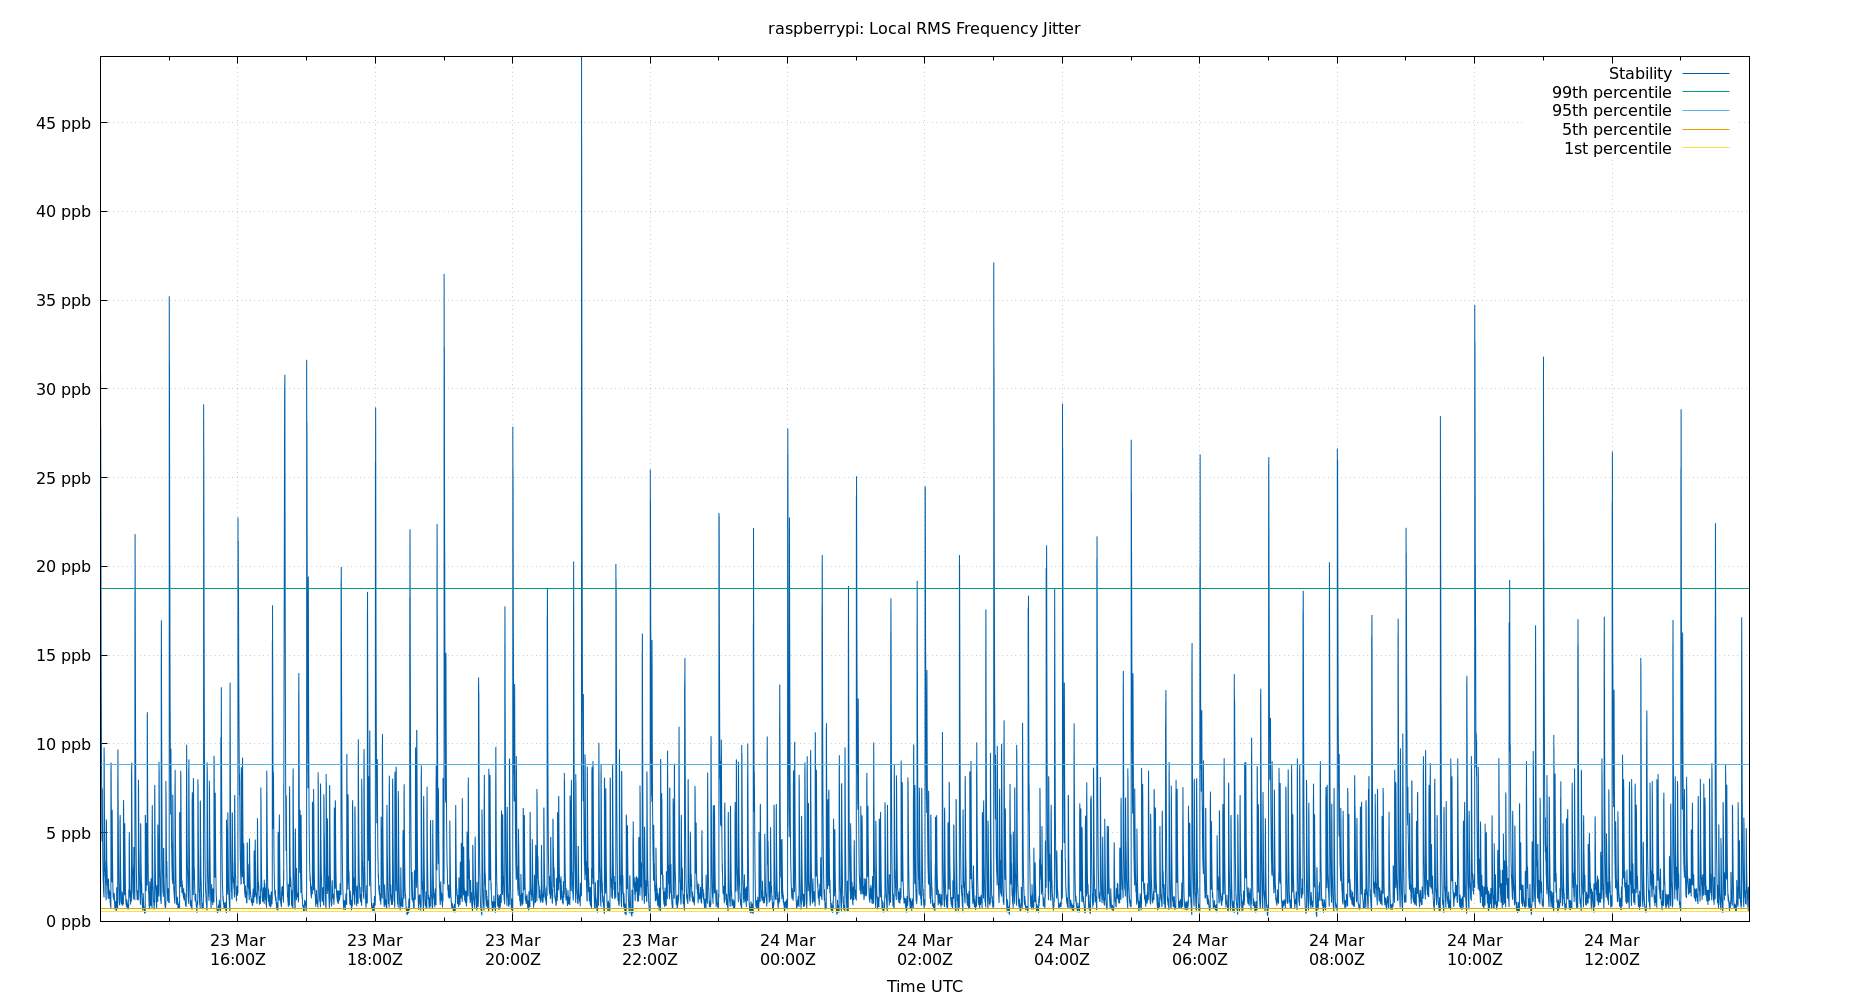 raspberrypi: Local RMS Frequency Jitter
Stability
99th percentile
95th percentile
5th percentile
1st percentile
45 ppb
40 ppb
35 ppb
30 ppb
25 ppb
20 ppb
15 ppb
10 ppb
5 ppb
0 ppb
23 Mar 23 Mar 23 Mar 23 Mar 24 Mar 24 Mar 24 Mar 24 Mar 24 Mar 24 Mar 24 Mar
16:00Z 18:00Z 20:00Z 22:00Z 00:00Z 02:00Z 04:00Z 06:00Z 08:00Z 10:00Z 12:00Z
Time UTC